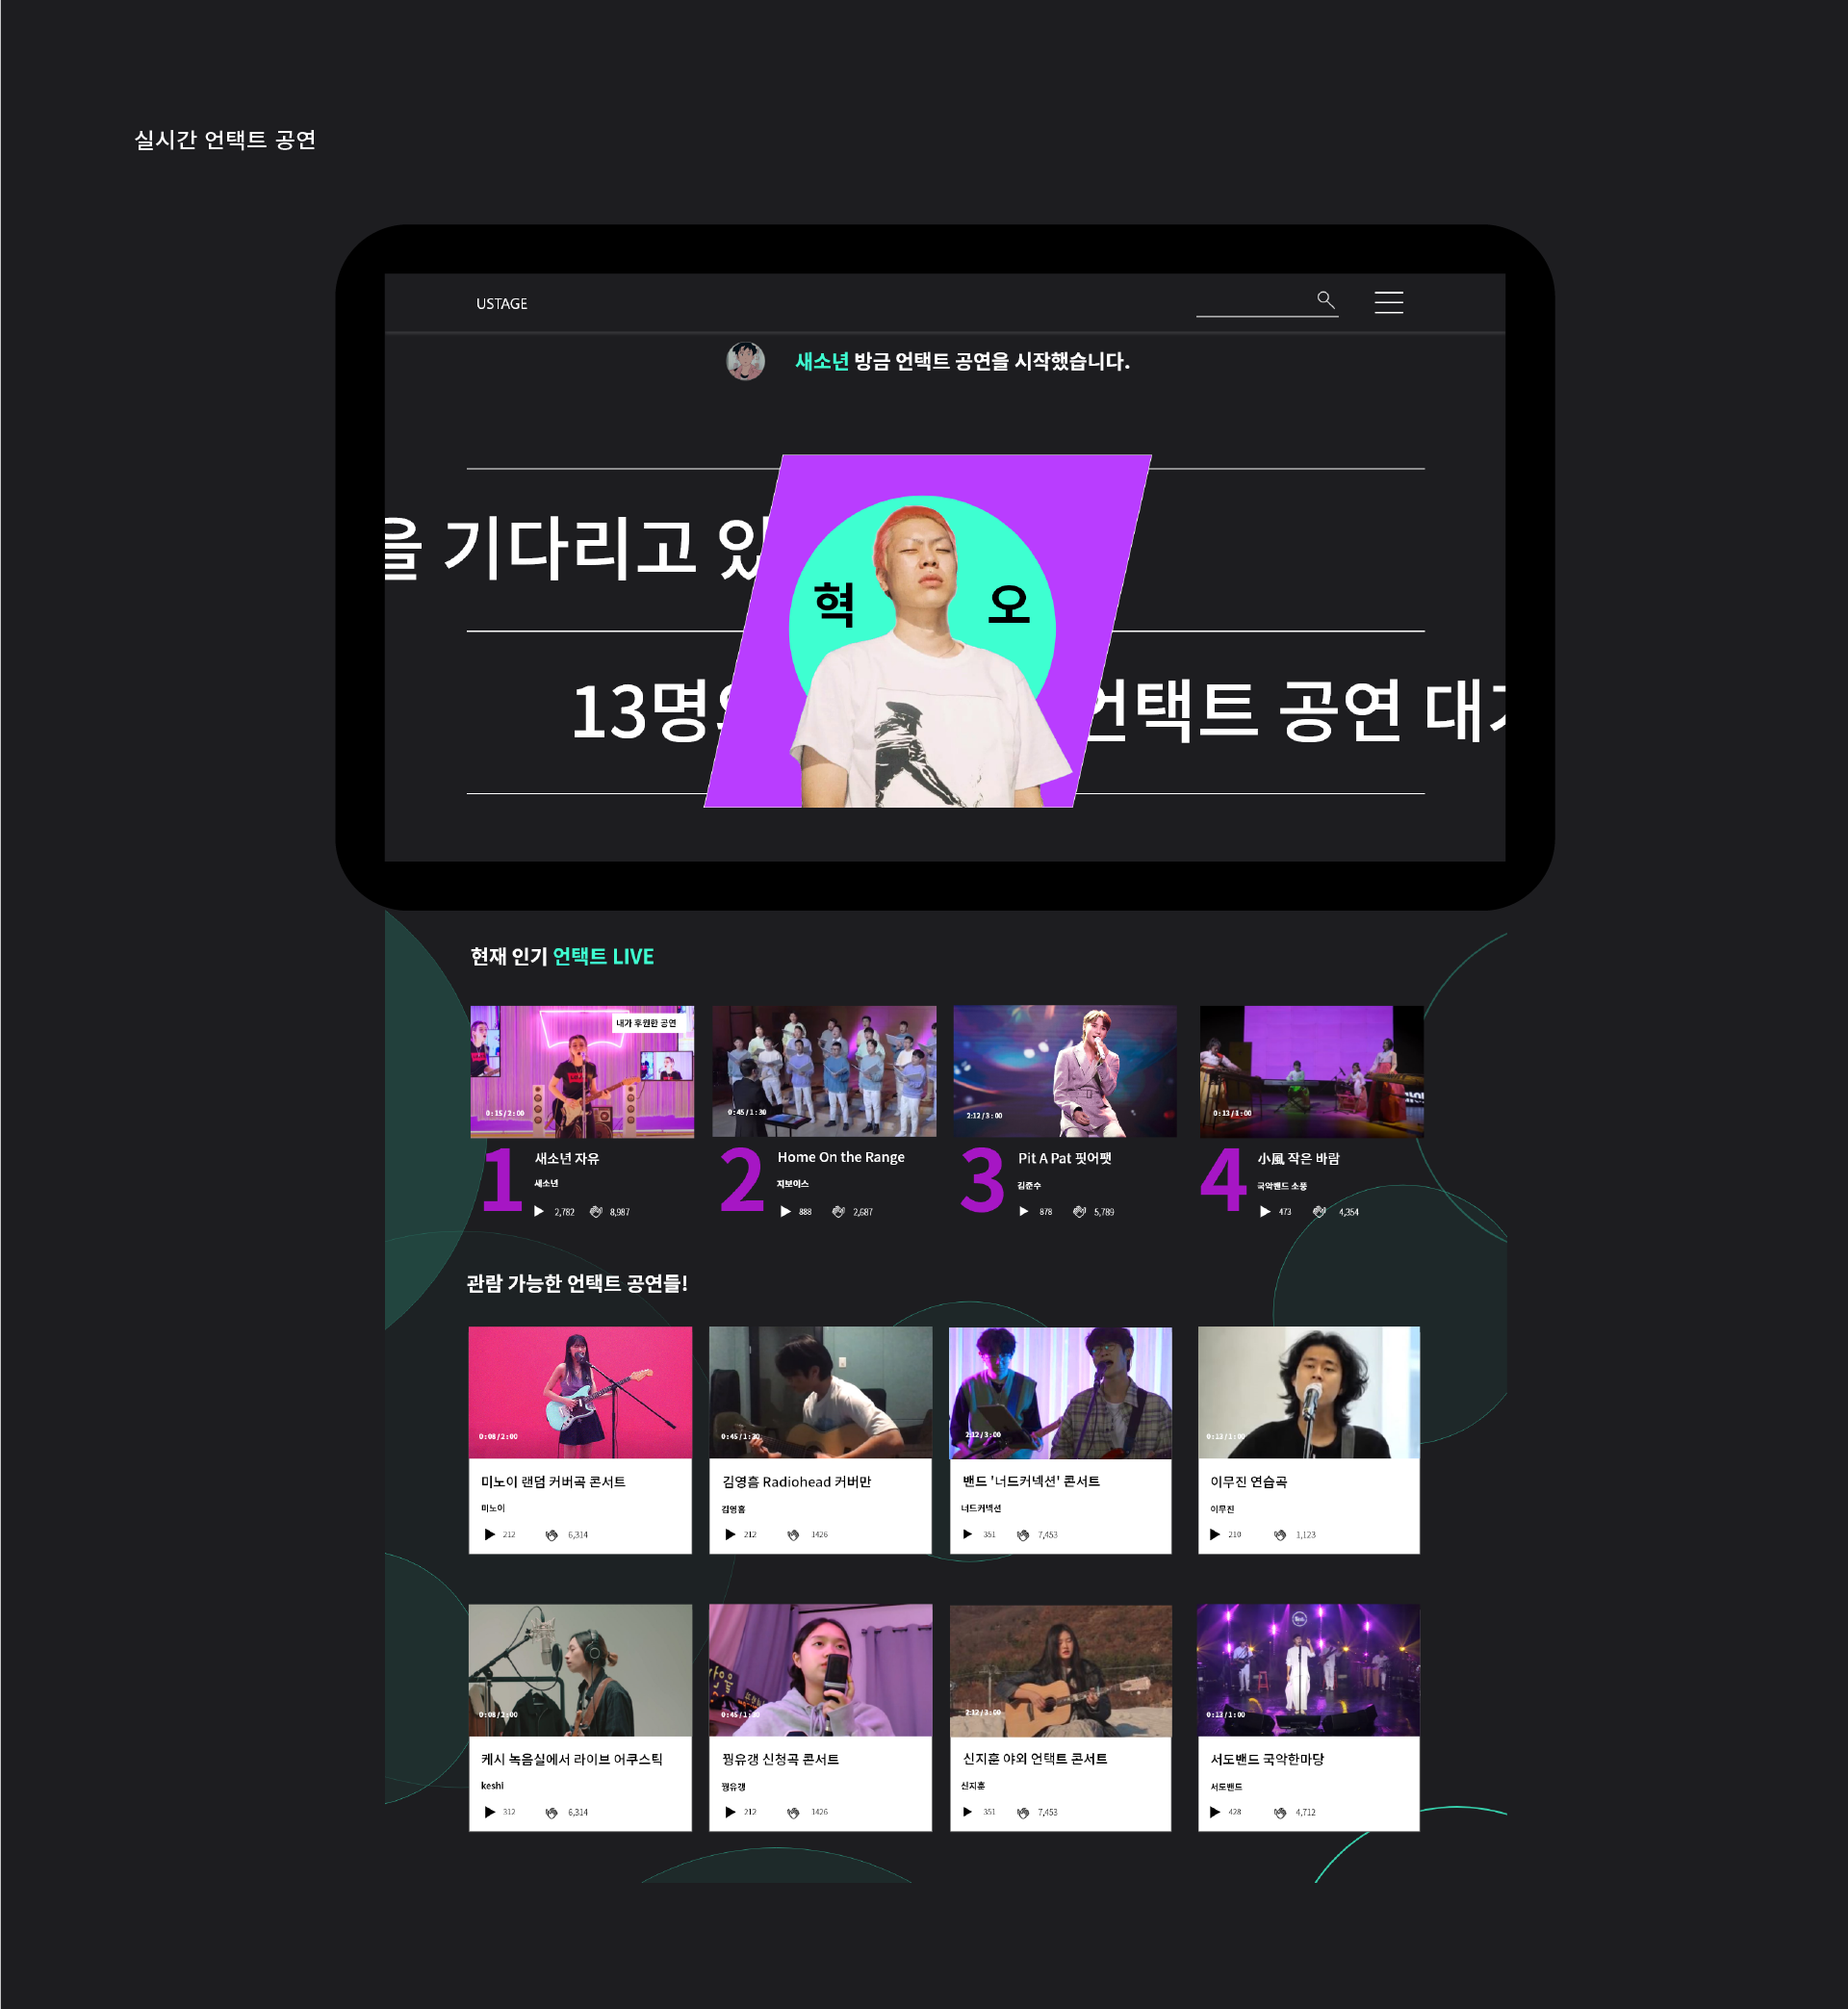 실시간 언택트 공연
USTAGE
새소년 방금 언택트 공연을 시작했습니다.
을 기다리고
혁 오
13명 언택트 공연
현재 인기 언택트 LIVE
내가 후원한 공연
0:15/2:00
0:45/1:30
2:12/3:00
0:13/1:00
1
새소년 자유
새소년
2,782 8,987
2
Home On the Range
지보이스
888 2,687
3
Pit A Pat 핏어팻
김준수
878 5,789
4
小風 작은 바람
국악밴드 소풍
473 4,354
관람 가능한 언택트 공연들!
0:08/2:00
0:45/1:30
2:12/3:00
0:13/1:00
미노이 랜덤 커버곡 콘서트
미노이
212 6,314
김영흠 Radiohead 커버만
김영흠
212 1426
밴드 '너드커넥션' 콘서트
너드커넥션
351 7,453
이무진 연습곡
이무진
210 1,123
0:08/2:00
0:45/1:30
2:12/3:00
0:13/1:00
케시 녹음실에서 라이브 어쿠스틱
keshi
312 6,314
핑유갱 신청곡 콘서트
핑유갱
212 1426
신지훈 야외 언택트 콘서트
신지훈
351 7,453
서도밴드 국악한마당
서도밴드
428 4,712